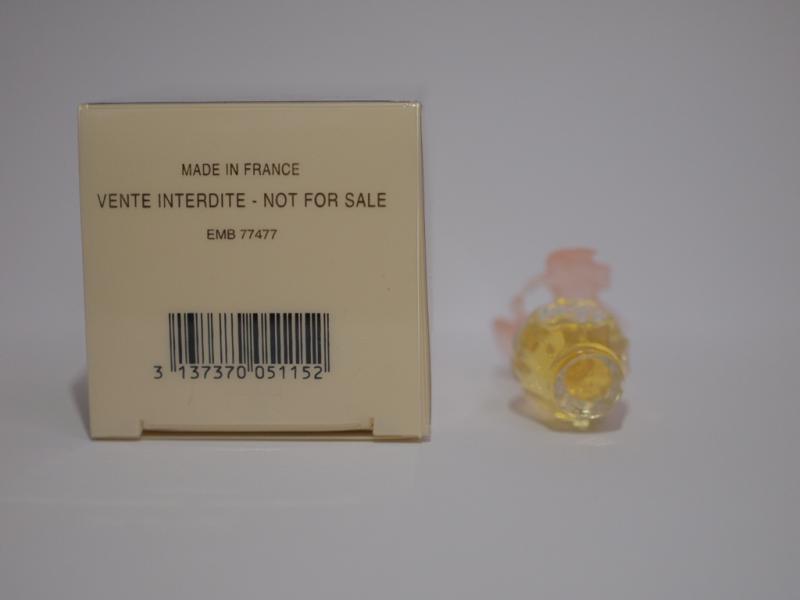 MADE IN FRANCE
VENTE INTERDITE - NOT FOR SALE
EMB 77477
3 137370 051152